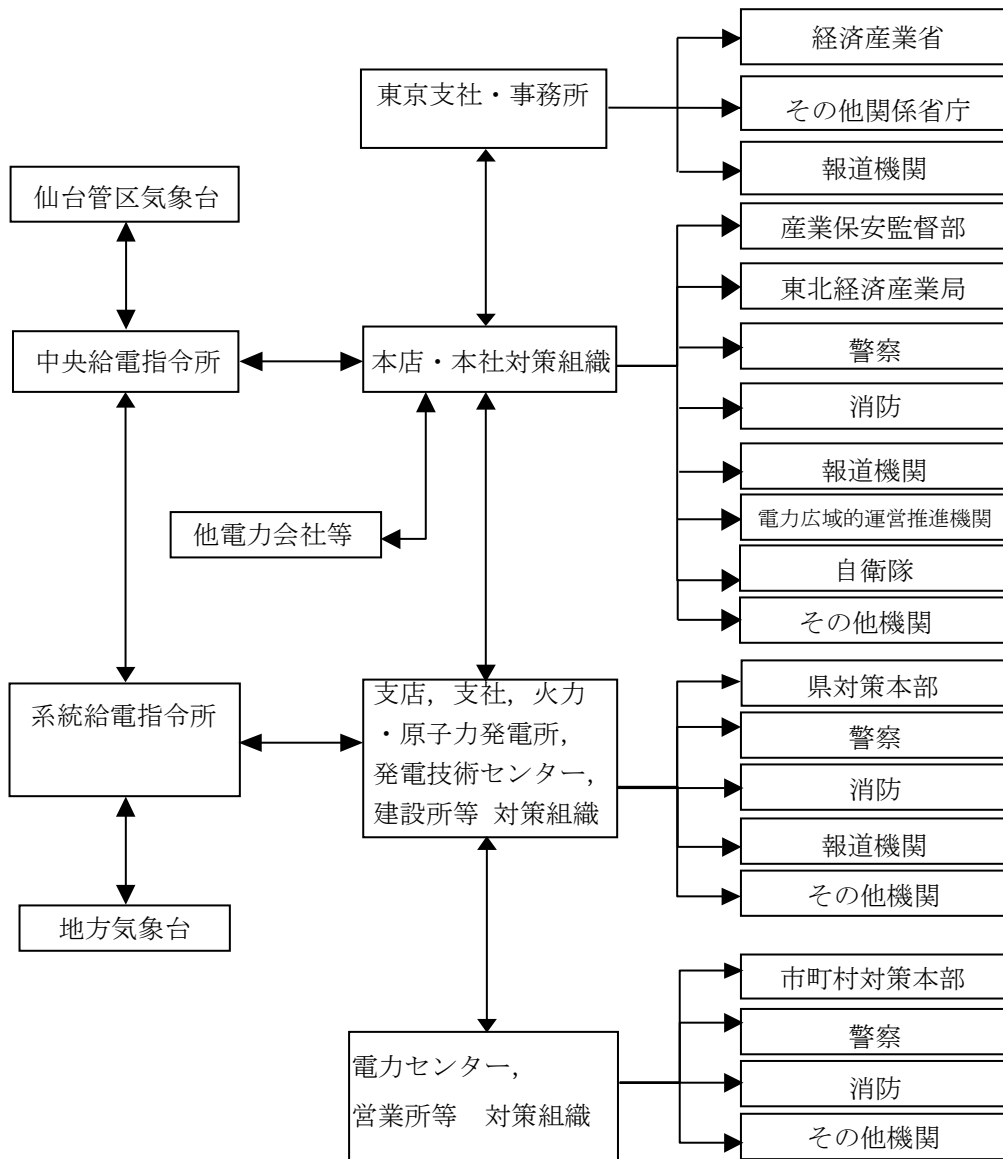 経済産業省
東京支社・事務所
その他関係省庁
報道機関
仙台管区気象台
産業保安監督部
東北経済産業局
中央給電指令所
本店・本社対策組織
警察
消防
報道機関
他電力会社等
電力広域的運営推進機関
自衛隊
その他機関
系統給電指令所
支店，支社，火力
・原子力発電所，
発電技術センター，
建設所等 対策組織
県対策本部
警察
消防
報道機関
その他機関
地方気象台
電力センター，
営業所等　対策組織
市町村対策本部
警察
消防
その他機関